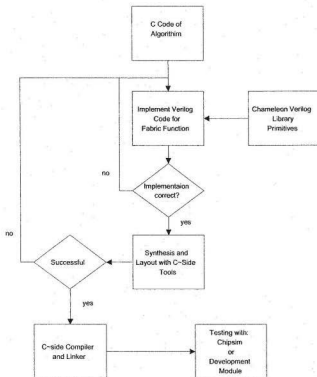 C Code of
Algorithim
Implement Verilog
Code for
Fabric Function
Chameleon Verilog
Library
Primitives
Implementaion
correct?
no
yes
no
Successful
Synthesis and
Layout with C-Side
Tools
yes
C-side Compiler
and Linker
Testing with:
Chipsim
or
Development
Module